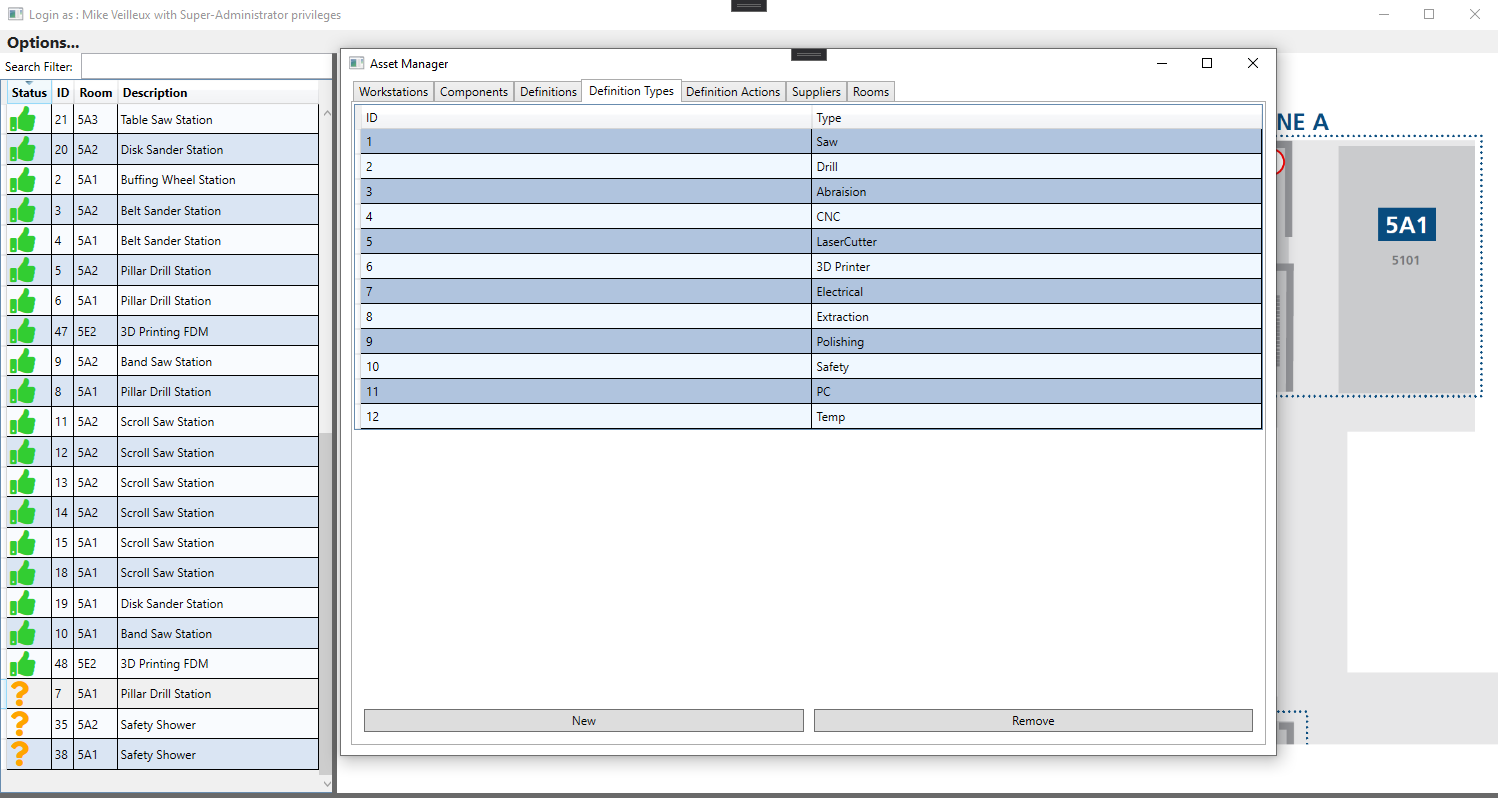 Login as : Mike Veilleux with Super-Administrator privileges
Options...
Search Filter:
Status ID Room Description
21 5A3 Table Saw Station
20 5A2 Disk Sander Station
2 5A1 Buffing Wheel Station
3 5A2 Belt Sander Station
4 5A1 Belt Sander Station
5 5A2 Pillar Drill Station
6 5A1 Pillar Drill Station
47 5E2 3D Printing FDM
9 5A2 Band Saw Station
8 5A1 Pillar Drill Station
11 5A2 Scroll Saw Station
12 5A2 Scroll Saw Station
13 5A2 Scroll Saw Station
14 5A2 Scroll Saw Station
15 5A1 Scroll Saw Station
18 5A1 Scroll Saw Station
19 5A1 Disk Sander Station
10 5A1 Band Saw Station
48 5E2 3D Printing FDM
? 7 5A1 Pillar Drill Station
? 35 5A2 Safety Shower
? 38 5A1 Safety Shower
Asset Manager
Workstations Components Definitions Definition Types Definition Actions Suppliers Rooms
ID Type
1 Saw
2 Drill
3 Abraision
4 CNC
5 LaserCutter
6 3D Printer
7 Electrical
8 Extraction
9 Polishing
10 Safety
11 PC
12 Temp
New Remove
NE A
5A1
5101